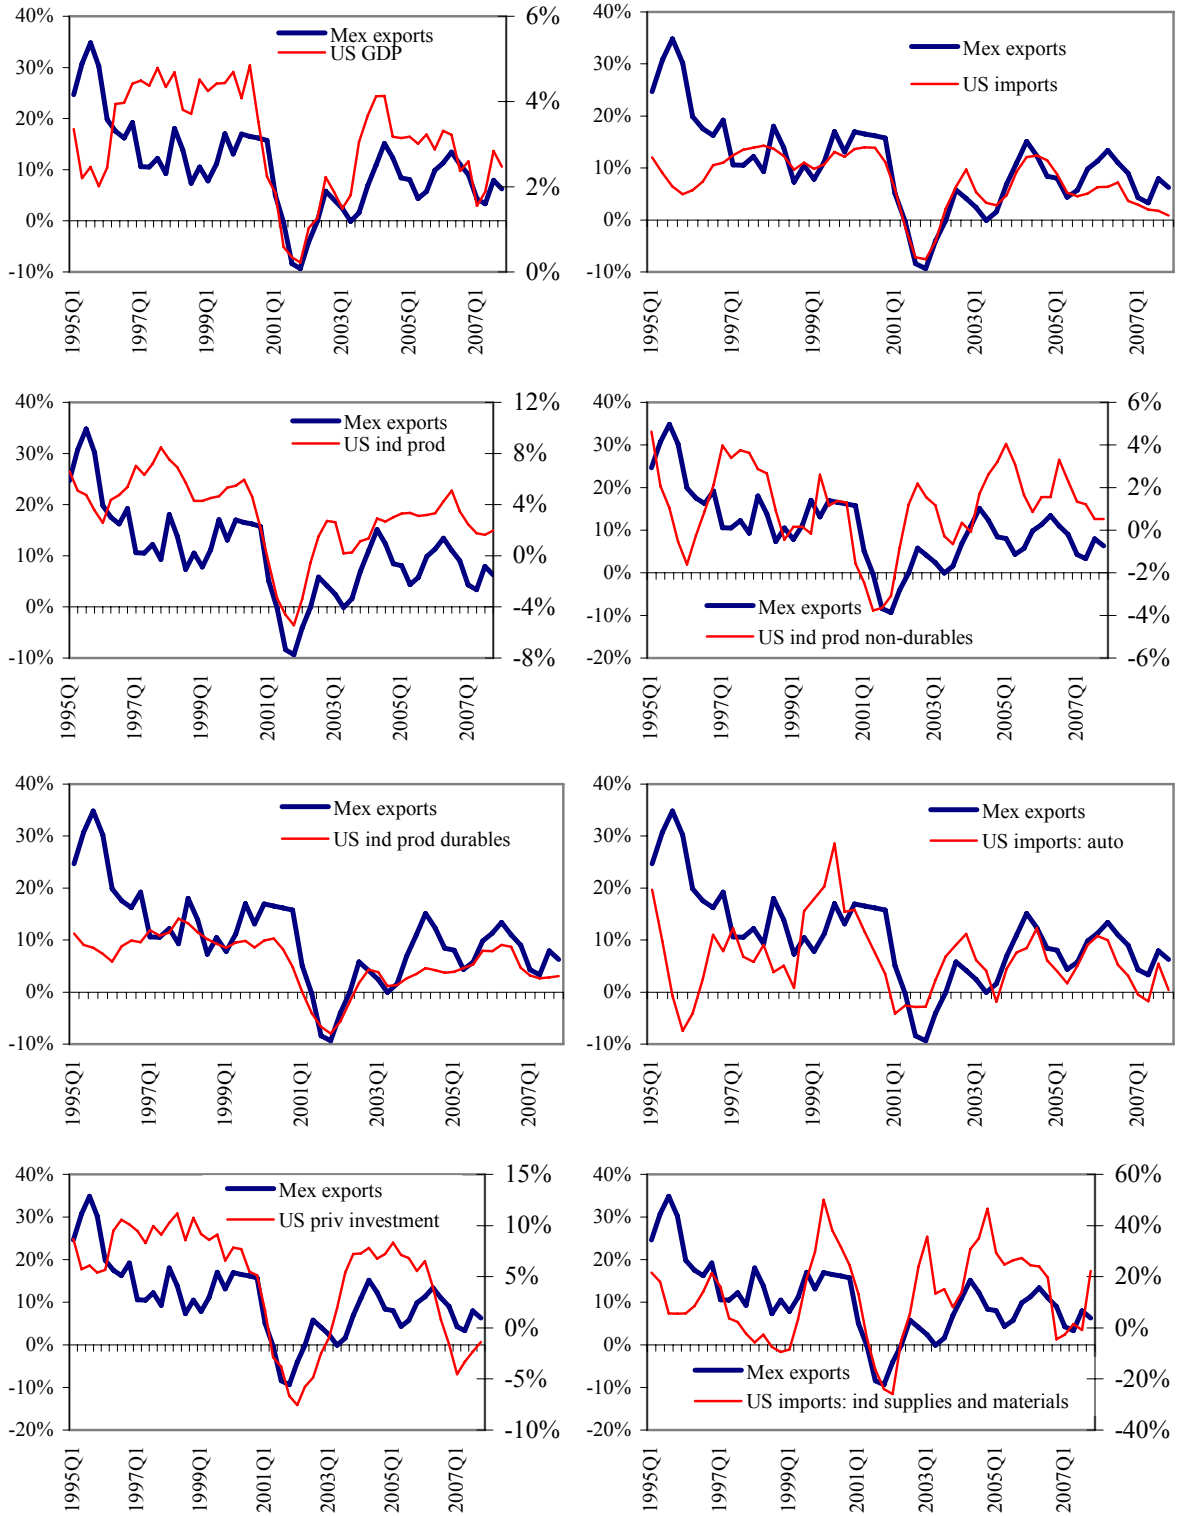 40%
30%
20%
10%
0%
-10%
6%
4%
2%
0%
Mex exports
US GDP
1995Q1
1997Q1
1999Q1
2001Q1
2003Q1
2005Q1
2007Q1
40%
30%
20%
10%
0%
-10%
Mex exports
US imports
1995Q1
1997Q1
1999Q1
2001Q1
2003Q1
2005Q1
2007Q1
40%
30%
20%
10%
0%
-10%
12%
8%
4%
0%
-4%
-8%
Mex exports
US ind prod
1995Q1
1997Q1
1999Q1
2001Q1
2003Q1
2005Q1
2007Q1
40%
30%
20%
10%
0%
-10%
-20%
6%
4%
2%
0%
-2%
-4%
-6%
Mex exports
US ind prod non-durables
1995Q1
1997Q1
1999Q1
2001Q1
2003Q1
2005Q1
2007Q1
40%
30%
20%
10%
0%
-10%
Mex exports
US ind prod durables
1995Q1
1997Q1
1999Q1
2001Q1
2003Q1
2005Q1
2007Q1
40%
30%
20%
10%
0%
-10%
Mex exports
US imports: auto
1995Q1
1997Q1
1999Q1
2001Q1
2003Q1
2005Q1
2007Q1
40%
30%
20%
10%
0%
-10%
-20%
15%
10%
5%
0%
-5%
-10%
Mex exports
US priv investment
1995Q1
1997Q1
1999Q1
2001Q1
2003Q1
2005Q1
2007Q1
40%
30%
20%
10%
0%
-10%
-20%
60%
40%
20%
0%
-20%
-40%
Mex exports
US imports: ind supplies and materials
1995Q1
1997Q1
1999Q1
2001Q1
2003Q1
2005Q1
2007Q1